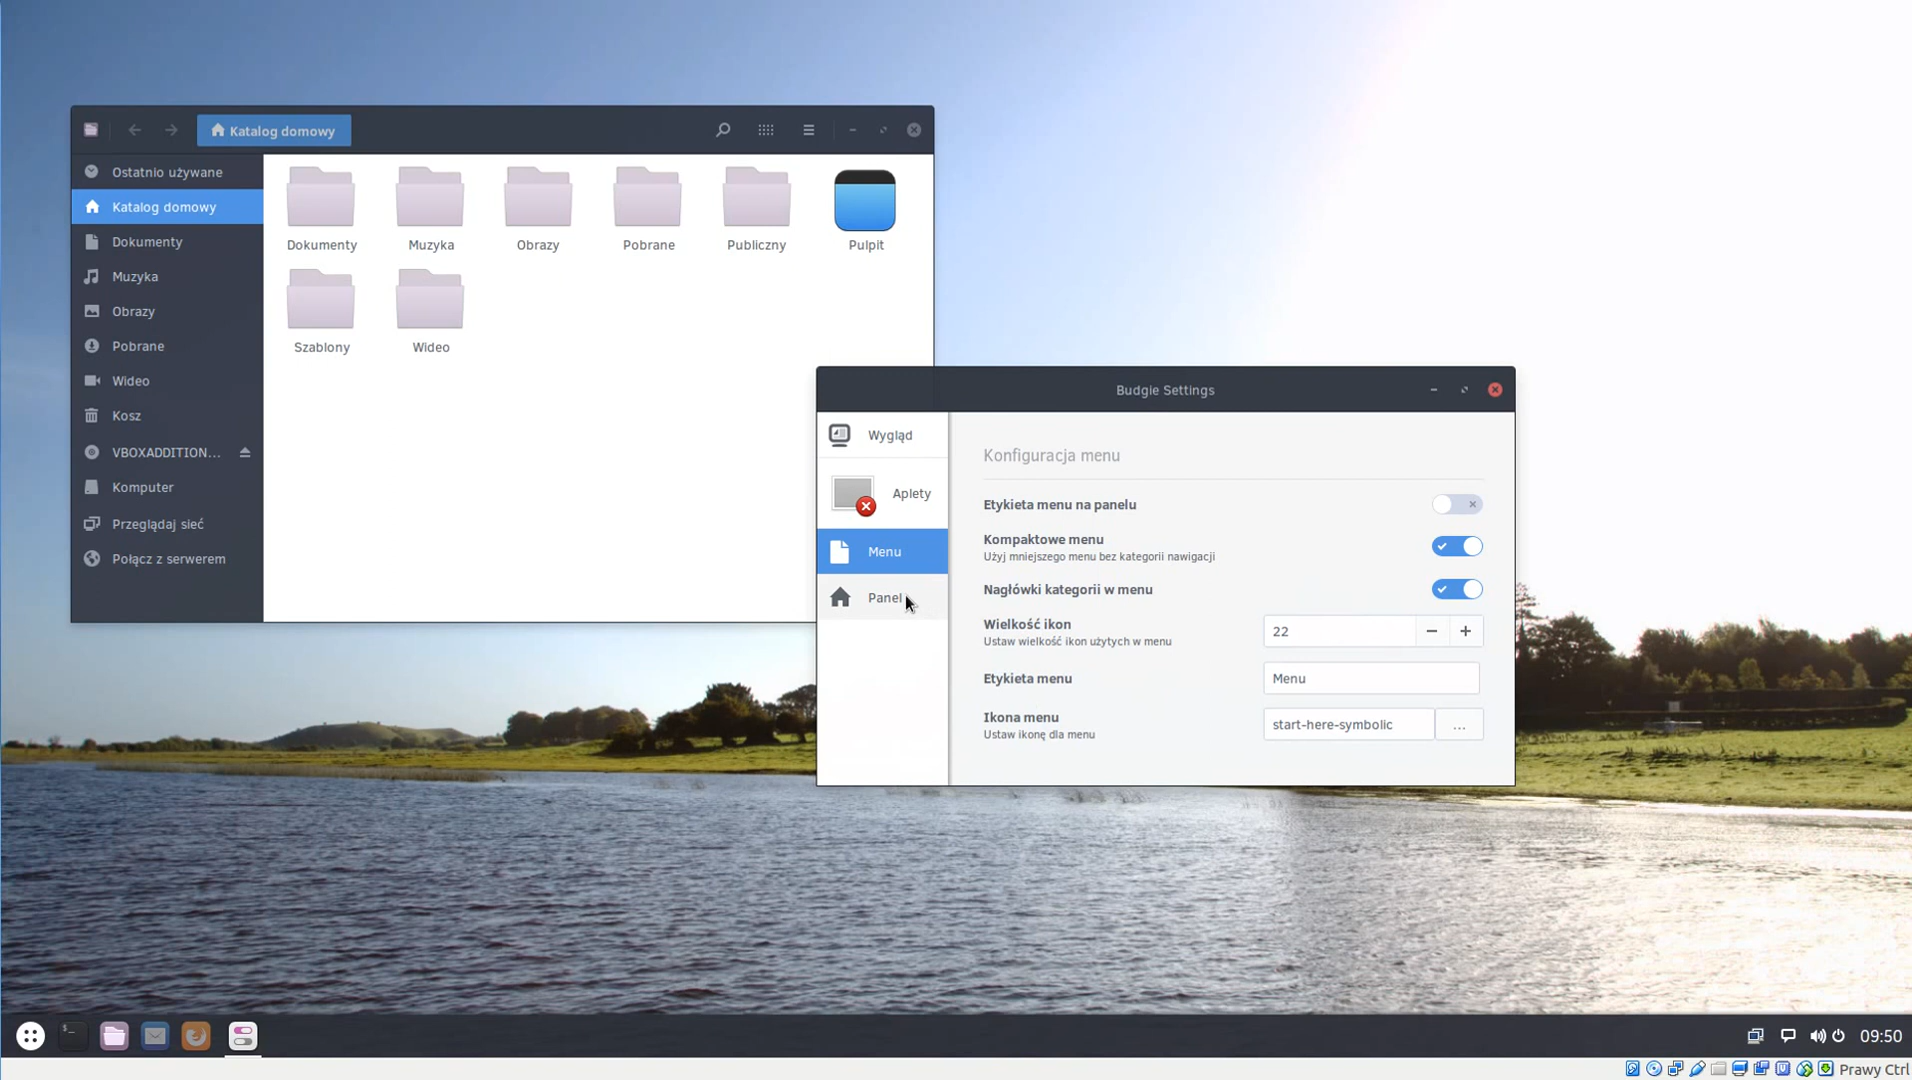 Katalog domowy
Ostatnio używane
Katalog domowy
Dokumenty
Muzyka
Obrazy
Pobrane
Wideo
Kosz
VBOXADDITION...
Komputer
Przeglądaj sieć
Połącz z serwerem
Dokumenty
Muzyka
Obrazy
Pobrane
Publiczny
Pulpit
Szablony
Wideo
Budgie Settings
Wygląd
Aplety
Menu
Panel
Konfiguracja menu
Etykieta menu na panelu
Kompaktowe menu
Użyj mniejszego menu bez kategorii nawigacji
Nagłówki kategorii w menu
Wielkość ikon
22
Ustaw wielkość ikon użytych w menu
Etykieta menu
Menu
Ikona menu
start-here-symbolic
...
Ustaw ikonę dla menu
09:50
Prawy Ctrl